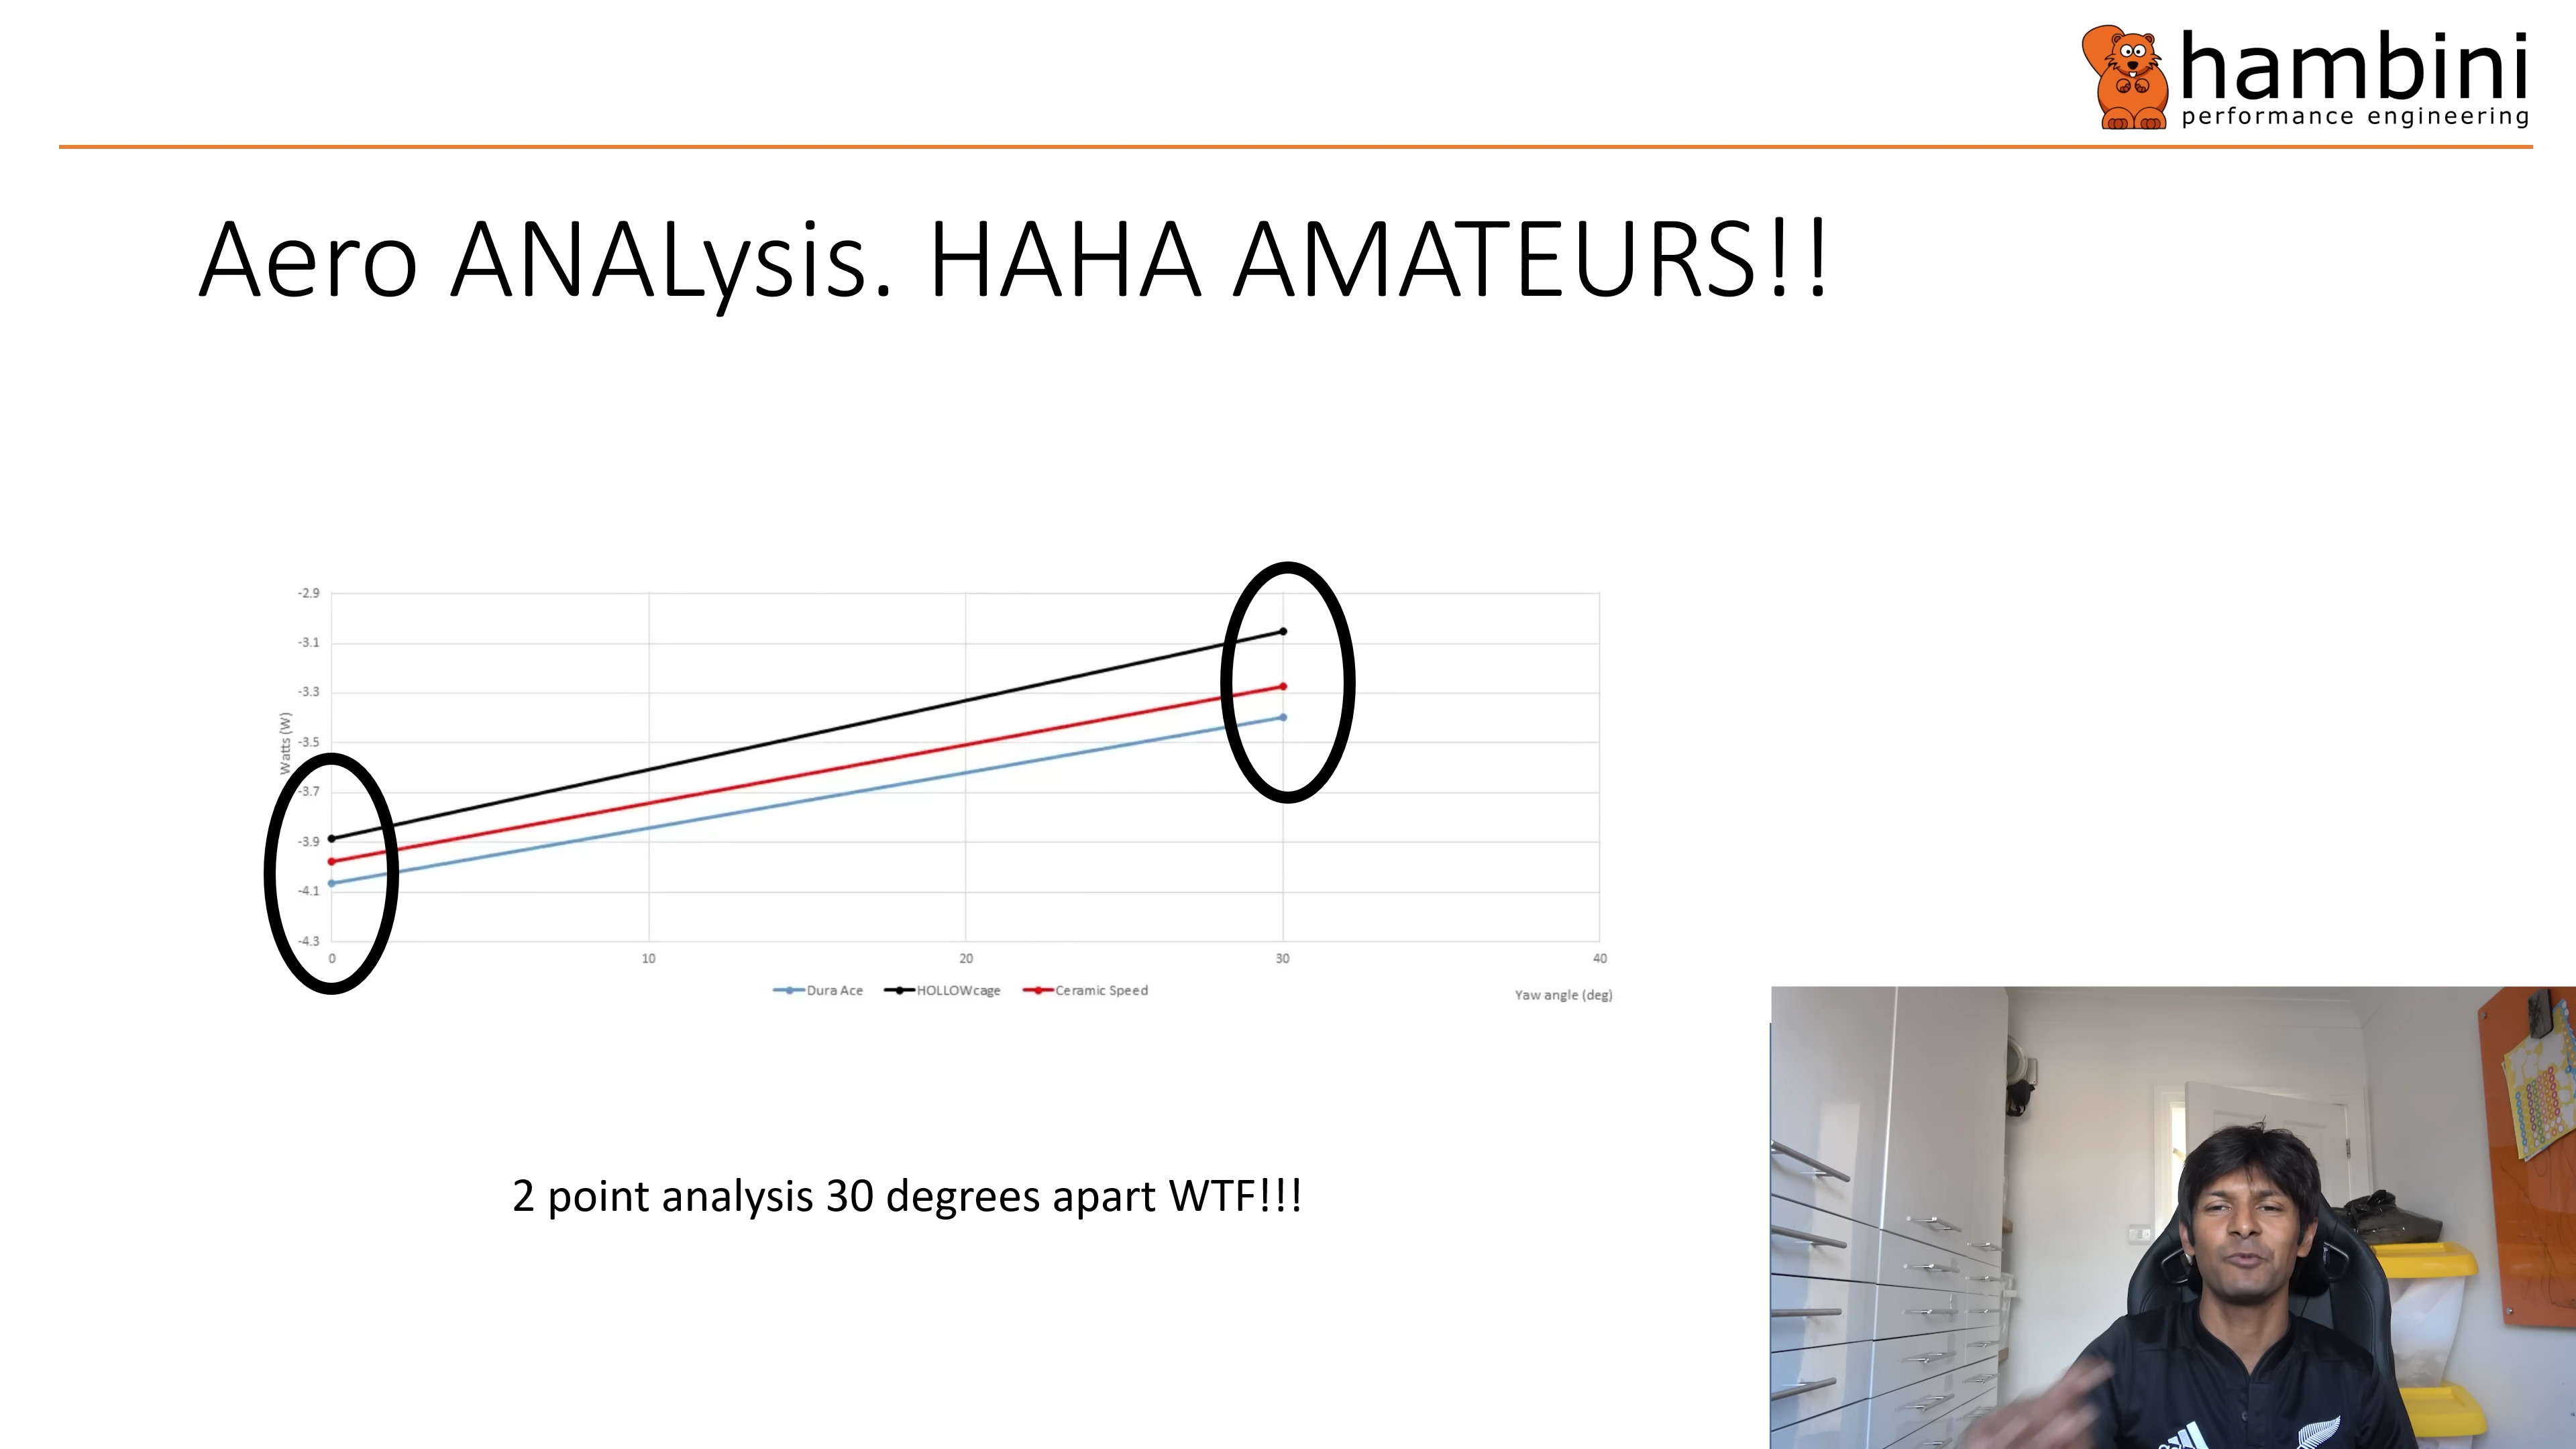 hambini
performance engineering
Aero ANALysis. HAHA AMATEURS!!
-2.9
-3.1
-3.3
-3.5
-3.7
-3.9
-4.1
-4.3
Watts (W)
0 10 20 30 40
Dura Ace HOLLOWcage Ceramic Speed
Yaw angle (deg)
2 point analysis 30 degrees apart WTF!!!